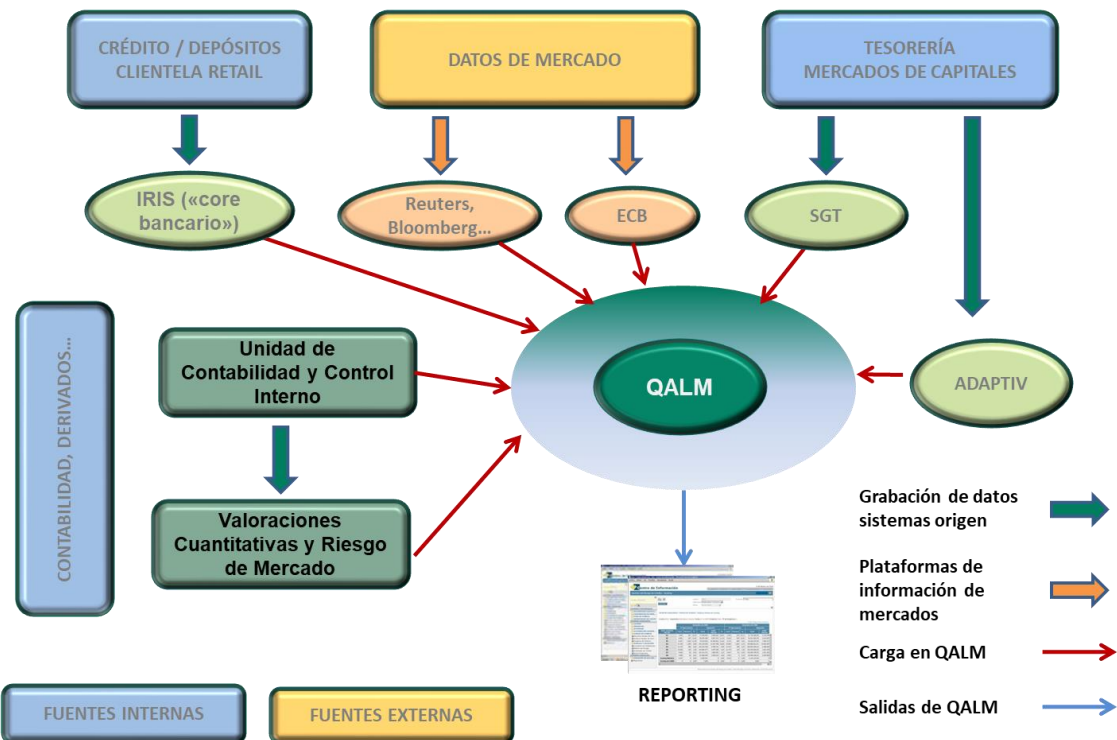 CRÉDITO / DEPÓSITOS
CLIENTELA RETAIL
DATOS DE MERCADO
TESORERÍA
MERCADOS DE CAPITALES
IRIS («core
bancario»)
Reuters,
Bloomberg...
ECB
SGT
CONTABILIDAD, DERIVADOS...
Unidad de
Contabilidad y Control
Interno
QALM
ADAPTIV
Valoraciones
Cuantitativas y Riesgo
de Mercado
Grabación de datos
sistemas origen
Plataformas de
información de
mercados
Carga en QALM
Salidas de QALM
REPORTING
FUENTES INTERNAS
FUENTES EXTERNAS